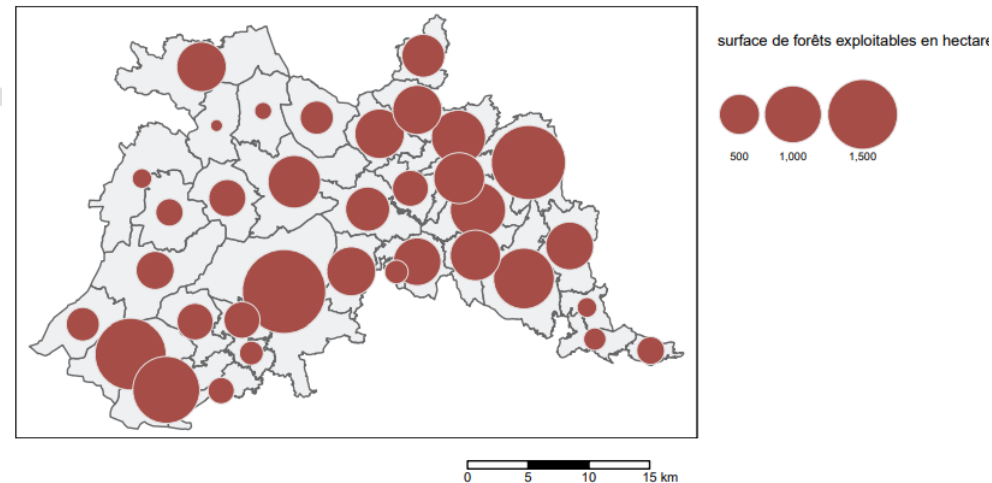 surface de forêts exploitables en hectare
500 1,000 1,500
0 5 10 15 km